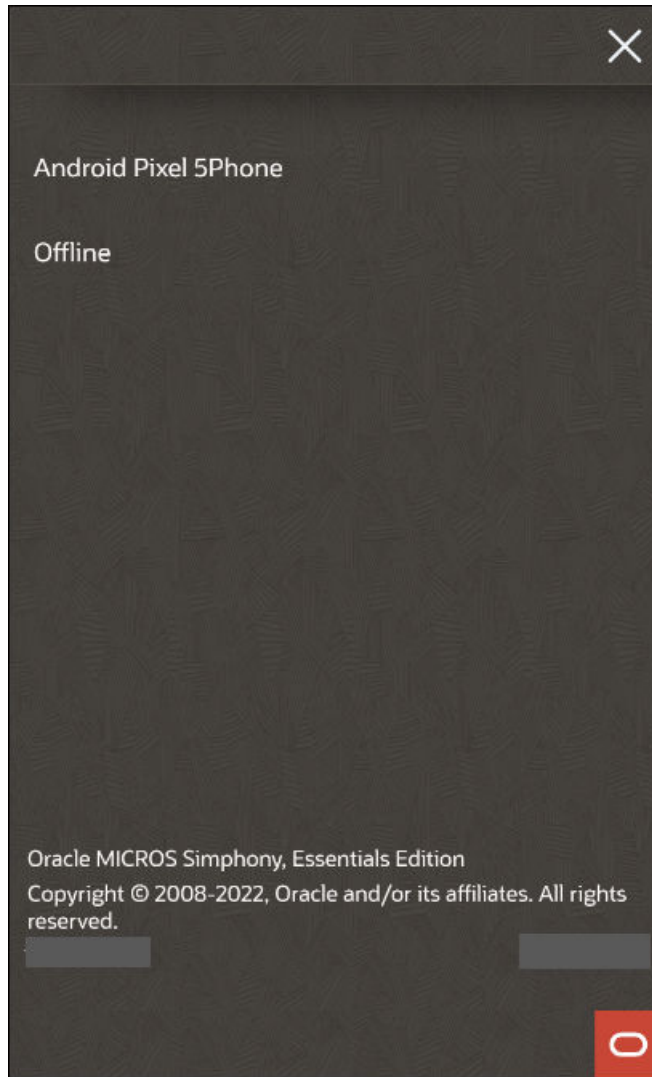 Android Pixel 5Phone
Offline
Oracle MICROS Simphony, Essentials Edition
Copyright © 2008-2022, Oracle and/or its affiliates. All rights
reserved.